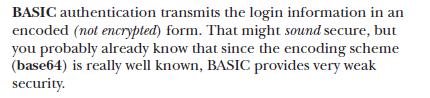 BASIC authentication transmits the login information in an
encoded (not encrypted) form. That might sound secure, but
you probably already know that since the encoding scheme
(base64) is really well known, BASIC provides very weak
security.